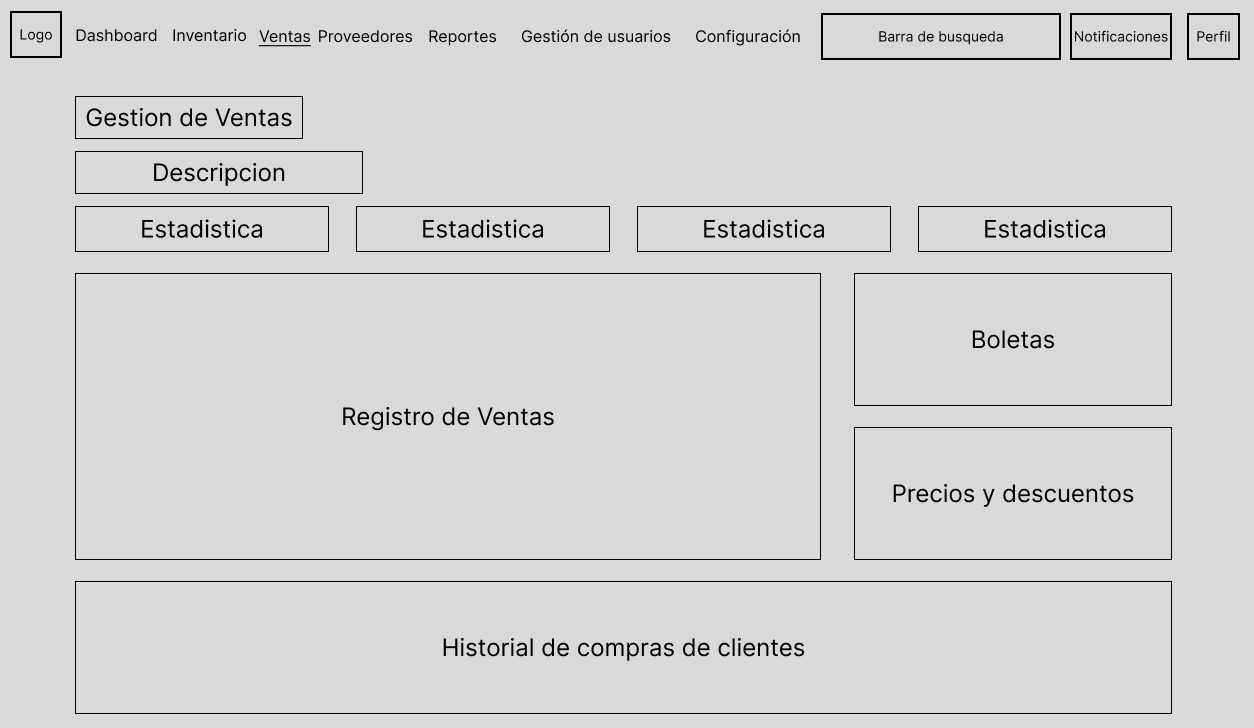 Logo
Dashboard
Inventario
Ventas
Proveedores
Reportes
Gestión de usuarios
Configuración
Barra de busqueda
Notificaciones
Perfil
Gestion de Ventas
Descripcion
Estadistica
Estadistica
Estadistica
Estadistica
Registro de Ventas
Boletas
Precios y descuentos
Historial de compras de clientes